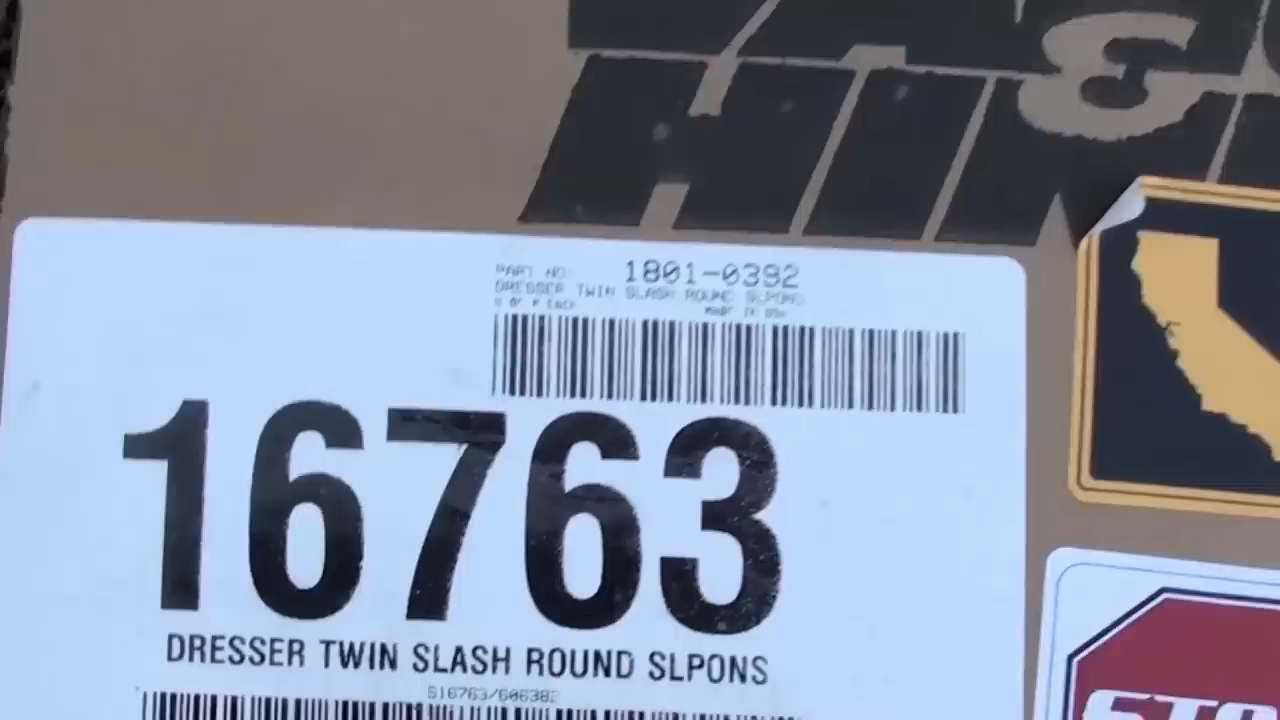 &
PART NO: 1801-0392
DRESSER TWIN SLASH ROUND SLPONS
16763
DRESSER TWIN SLASH ROUND SLPONS
S16763/606382